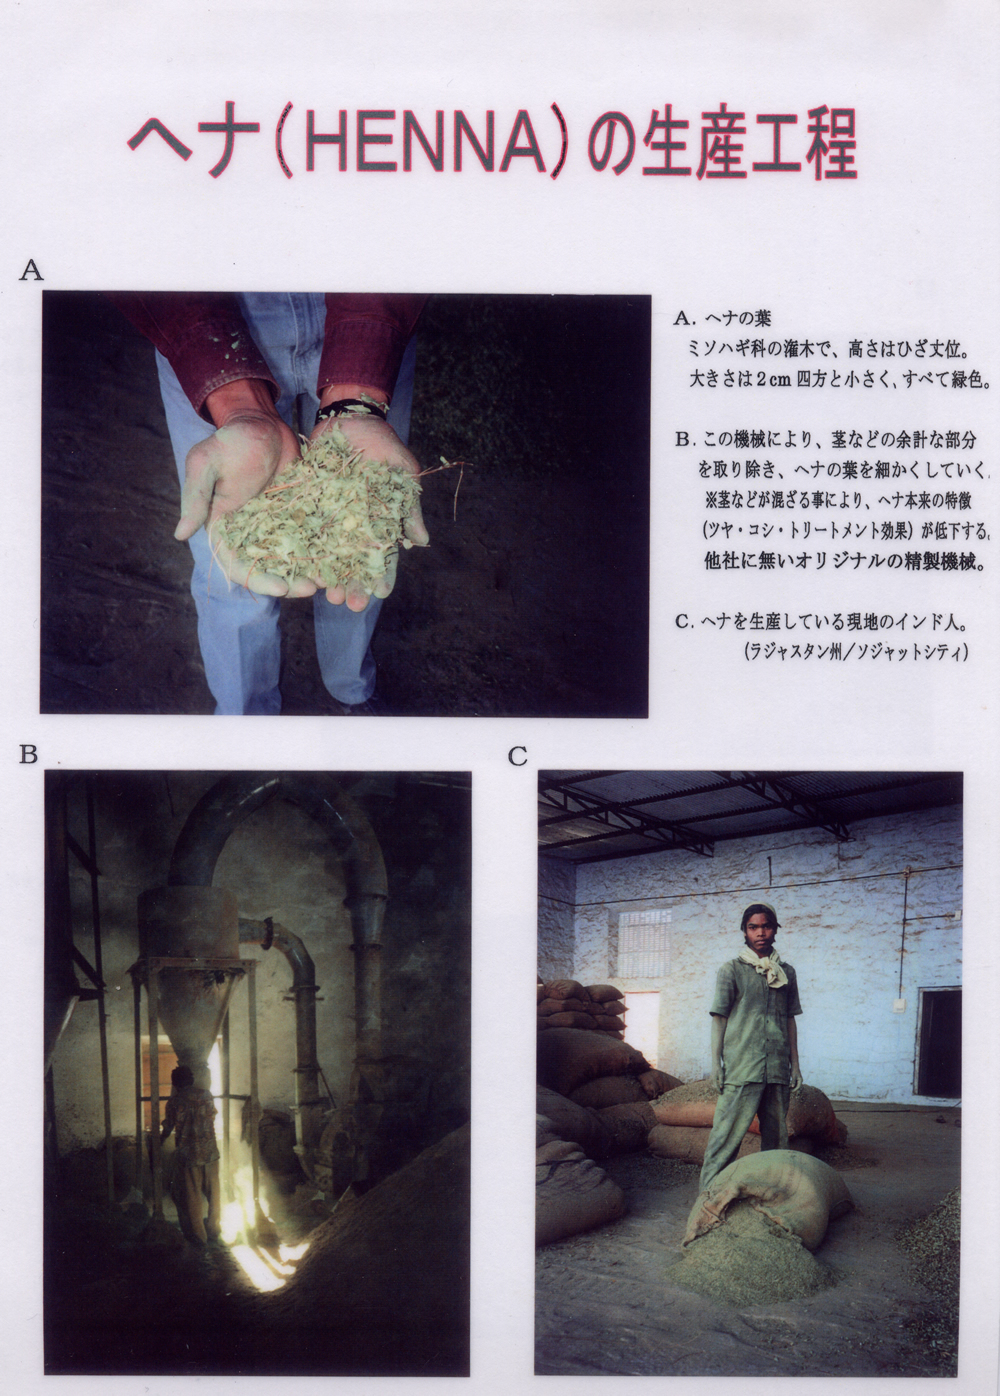 ヘナ（HENNA）の生産工程
A
A. ヘナの葉
ミソハギ科の潅木で、高さはひざ丈位。
大きさは2cm 四方と小さく、すべて緑色。
B. この機械により、茎などの余計な部分
を取り除き、ヘナの葉を細かくしていく.
※茎などが混ざる事により、ヘナ本来の特徴
（ツヤ・コシ・トリートメント効果）が低下する。
他社に無いオリジナルの精製機械。
C. ヘナを生産している現地のインド人。
（ラジャスタン州／ソジャットシティ）
B
C